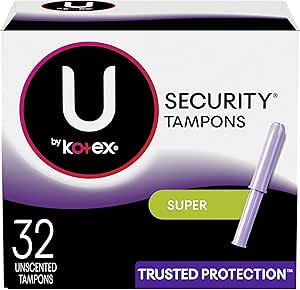 U
by Kotex®
SECURITY®
TAMPONS
SUPER
32
UNSCENTED
TAMPONS
TRUSTED PROTECTION™